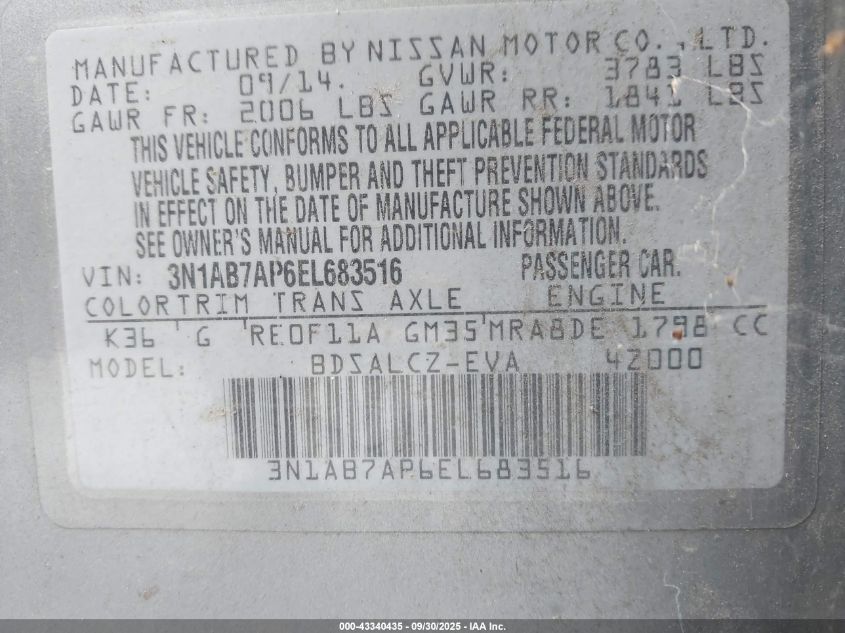 MANUFACTURED BY NISSAN MOTOR CO., LTD.
DATE: 09/14. GVWR: 3783 LBS
GAWR FR: 2006 LBS GAWR RR: 1841 LBS
THIS VEHICLE CONFORMS TO ALL APPLICABLE FEDERAL MOTOR
VEHICLE SAFETY, BUMPER AND THEFT PREVENTION STANDARDS
IN EFFECT ON THE DATE OF MANUFACTURE SHOWN ABOVE.
SEE OWNER'S MANUAL FOR ADDITIONAL INFORMATION.
VIN: 3N1AB7AP6EL683516 PASSENGER CAR.
COLORTRIM TRANS AXLE ENGINE
K36 ' G 'RE0F11A GM35'MRA8DE 1798 CC
MODEL: BDSALCZ-EVA 42000
3N1AB7AP6EL683516
000-43340435 - 09/30/2025 - IAA Inc.